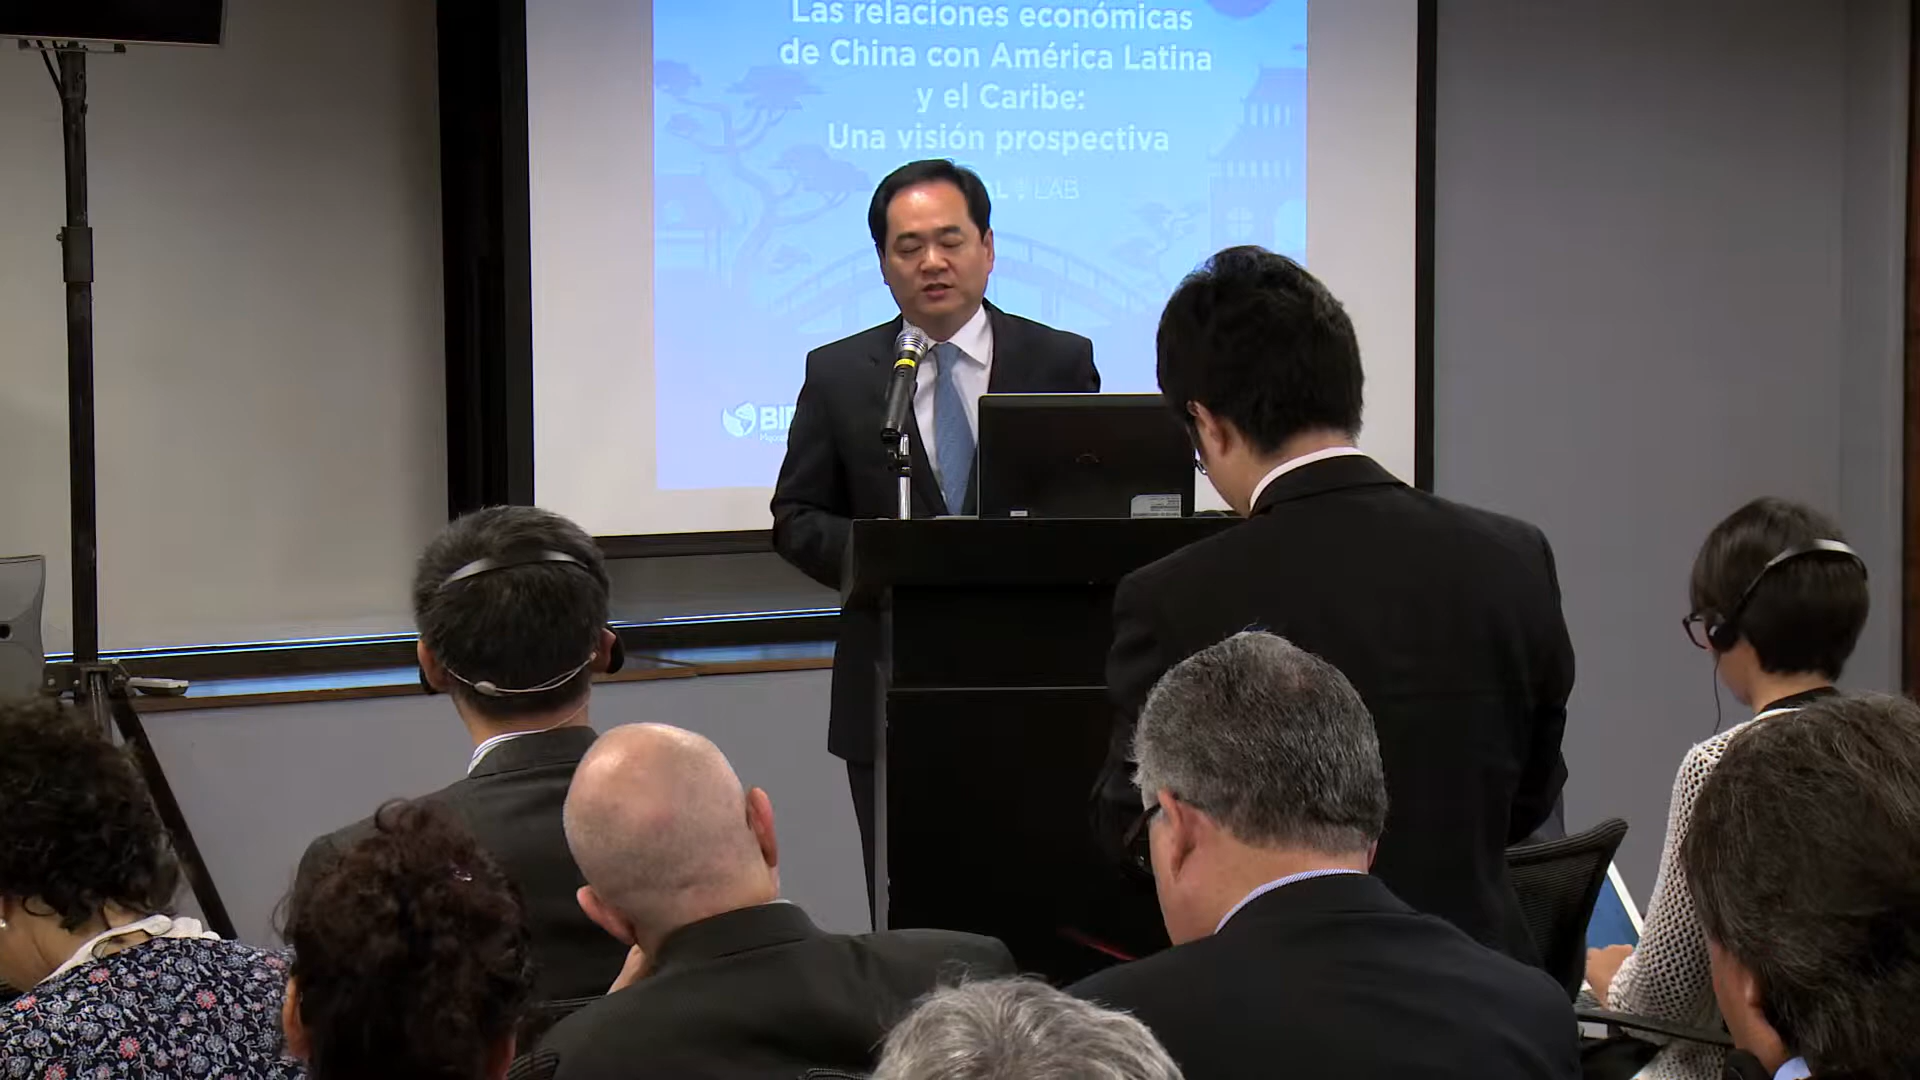 Las relaciones económicas
de China con América Latina
y el Caribe:
Una visión prospectiva
LAB